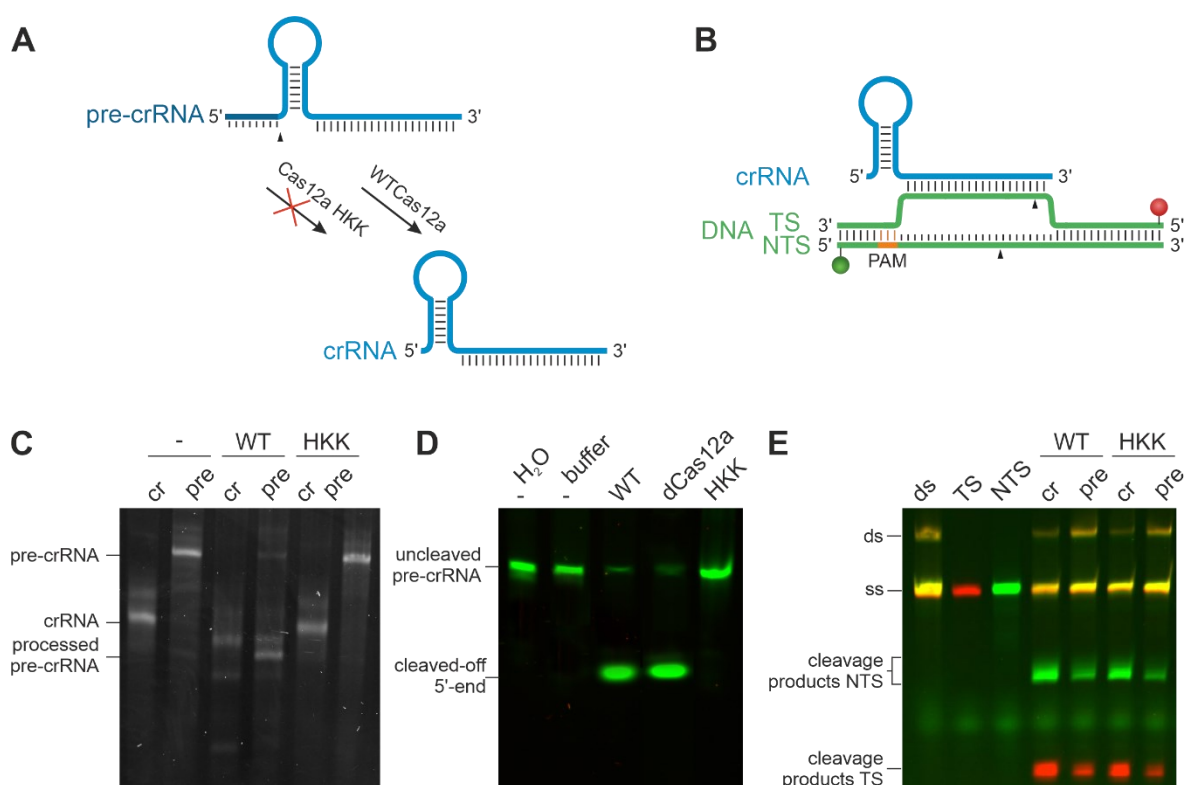 A
pre-crRNA 5' 3'
Cas12a HKK
WTCas12a
crRNA 5' 3'
B
crRNA 5' 3'
DNA TS 3' 5'
NTS 5' 3'
PAM
C
- WT HKK
cr pre cr pre cr pre
pre-crRNA
crRNA
processed
pre-crRNA
D
H₂O buffer WT dCas12a HKK
- -
uncleaved
pre-crRNA
cleaved-off
5'-end
E
WT HKK
ds TS NTS cr pre cr pre
ds
ss
cleavage
products NTS
cleavage
products TS